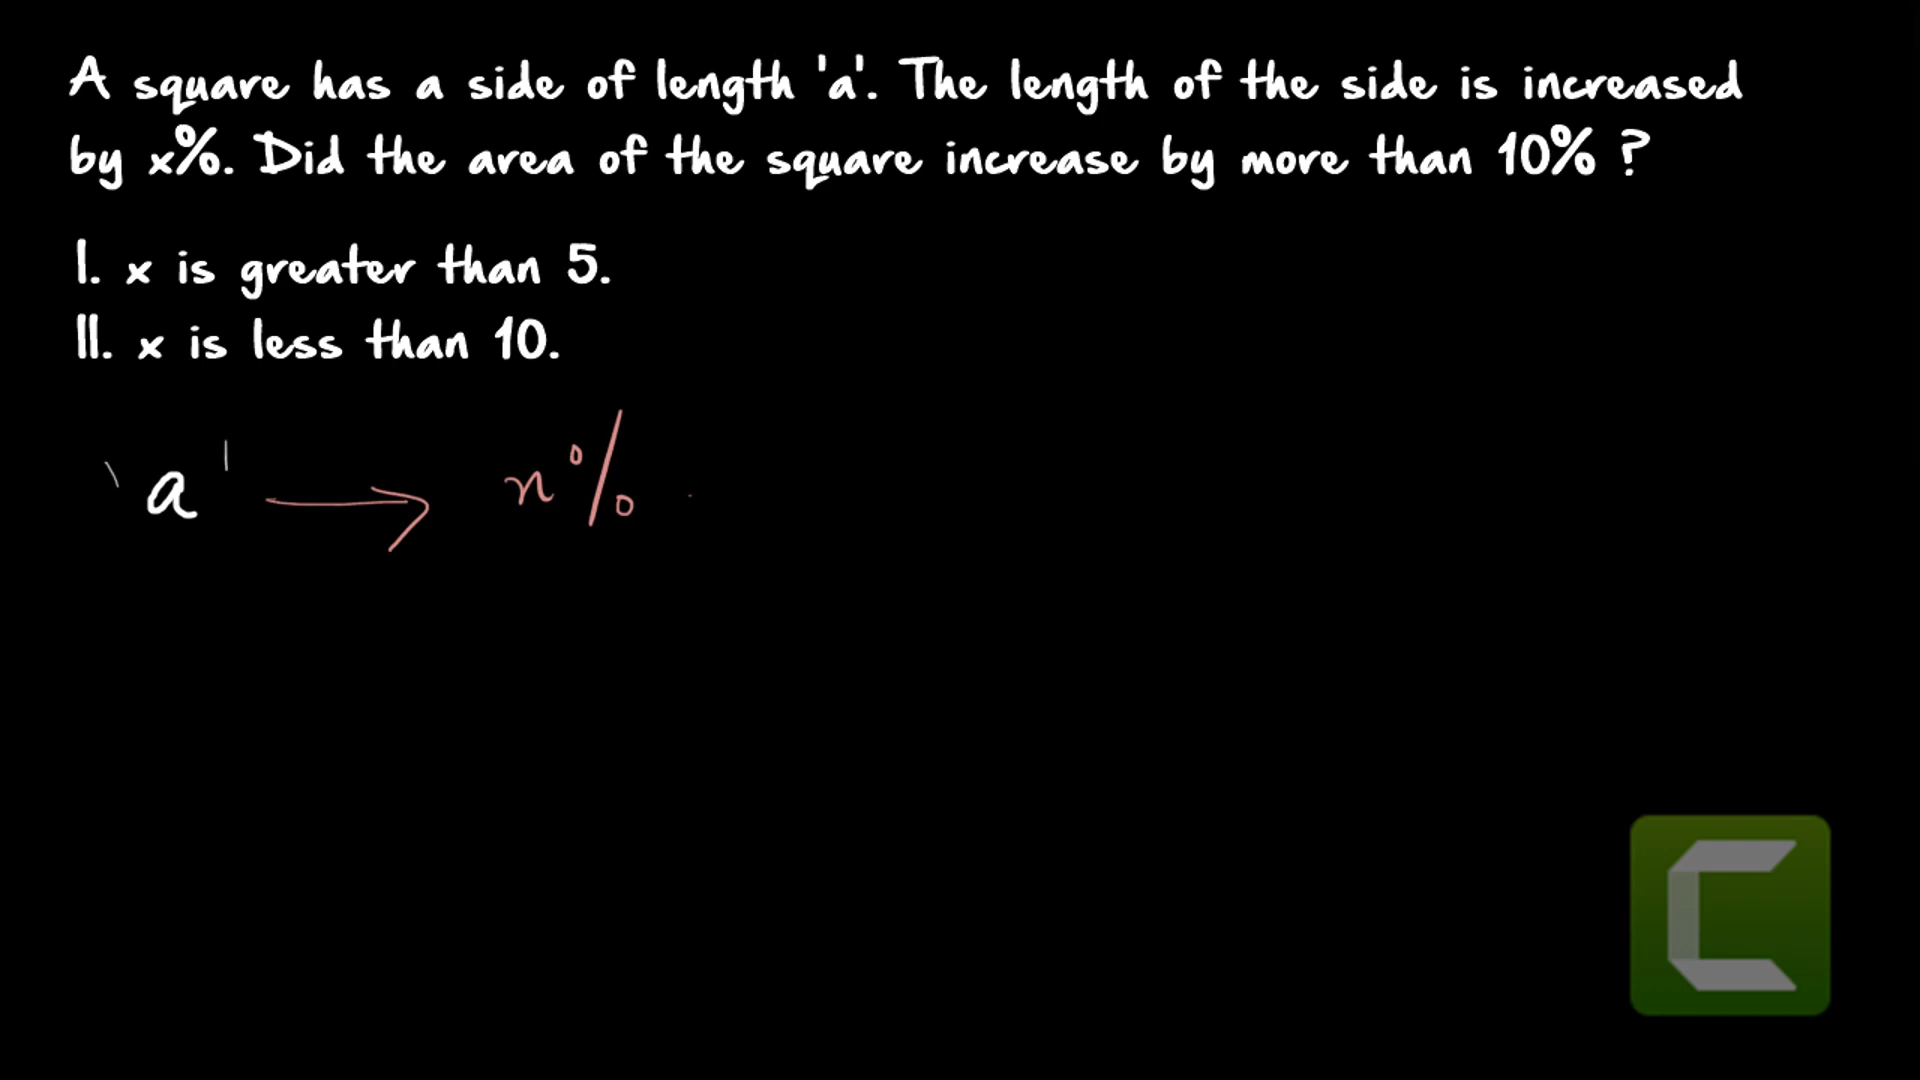 A square has a side of length 'a'. The length of the side is increased
by x%. Did the area of the square increase by more than 10% ?
I. x is greater than 5.
II. x is less than 10.
'a' → x%